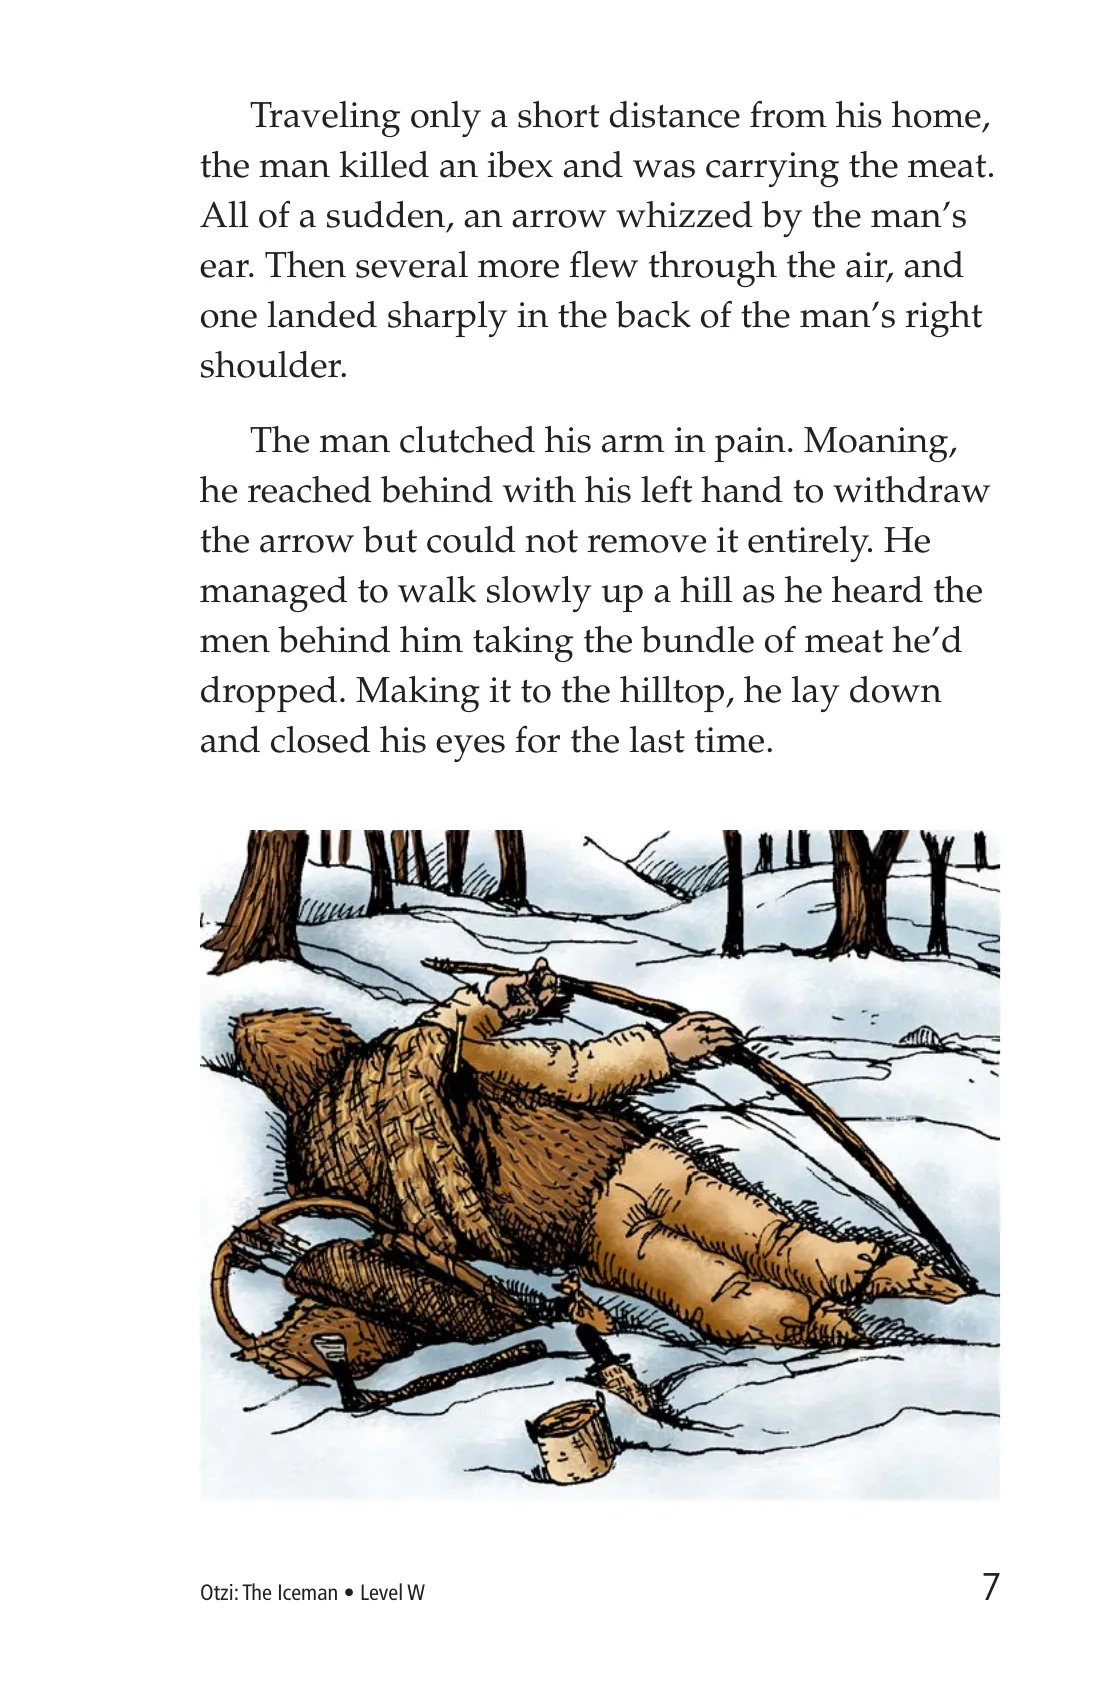 Traveling only a short distance from his home,
the man killed an ibex and was carrying the meat.
All of a sudden, an arrow whizzed by the man’s
ear. Then several more flew through the air, and
one landed sharply in the back of the man’s right
shoulder.
The man clutched his arm in pain. Moaning,
he reached behind with his left hand to withdraw
the arrow but could not remove it entirely. He
managed to walk slowly up a hill as he heard the
men behind him taking the bundle of meat he’d
dropped. Making it to the hilltop, he lay down
and closed his eyes for the last time.
Otzi: The Iceman • Level W
7